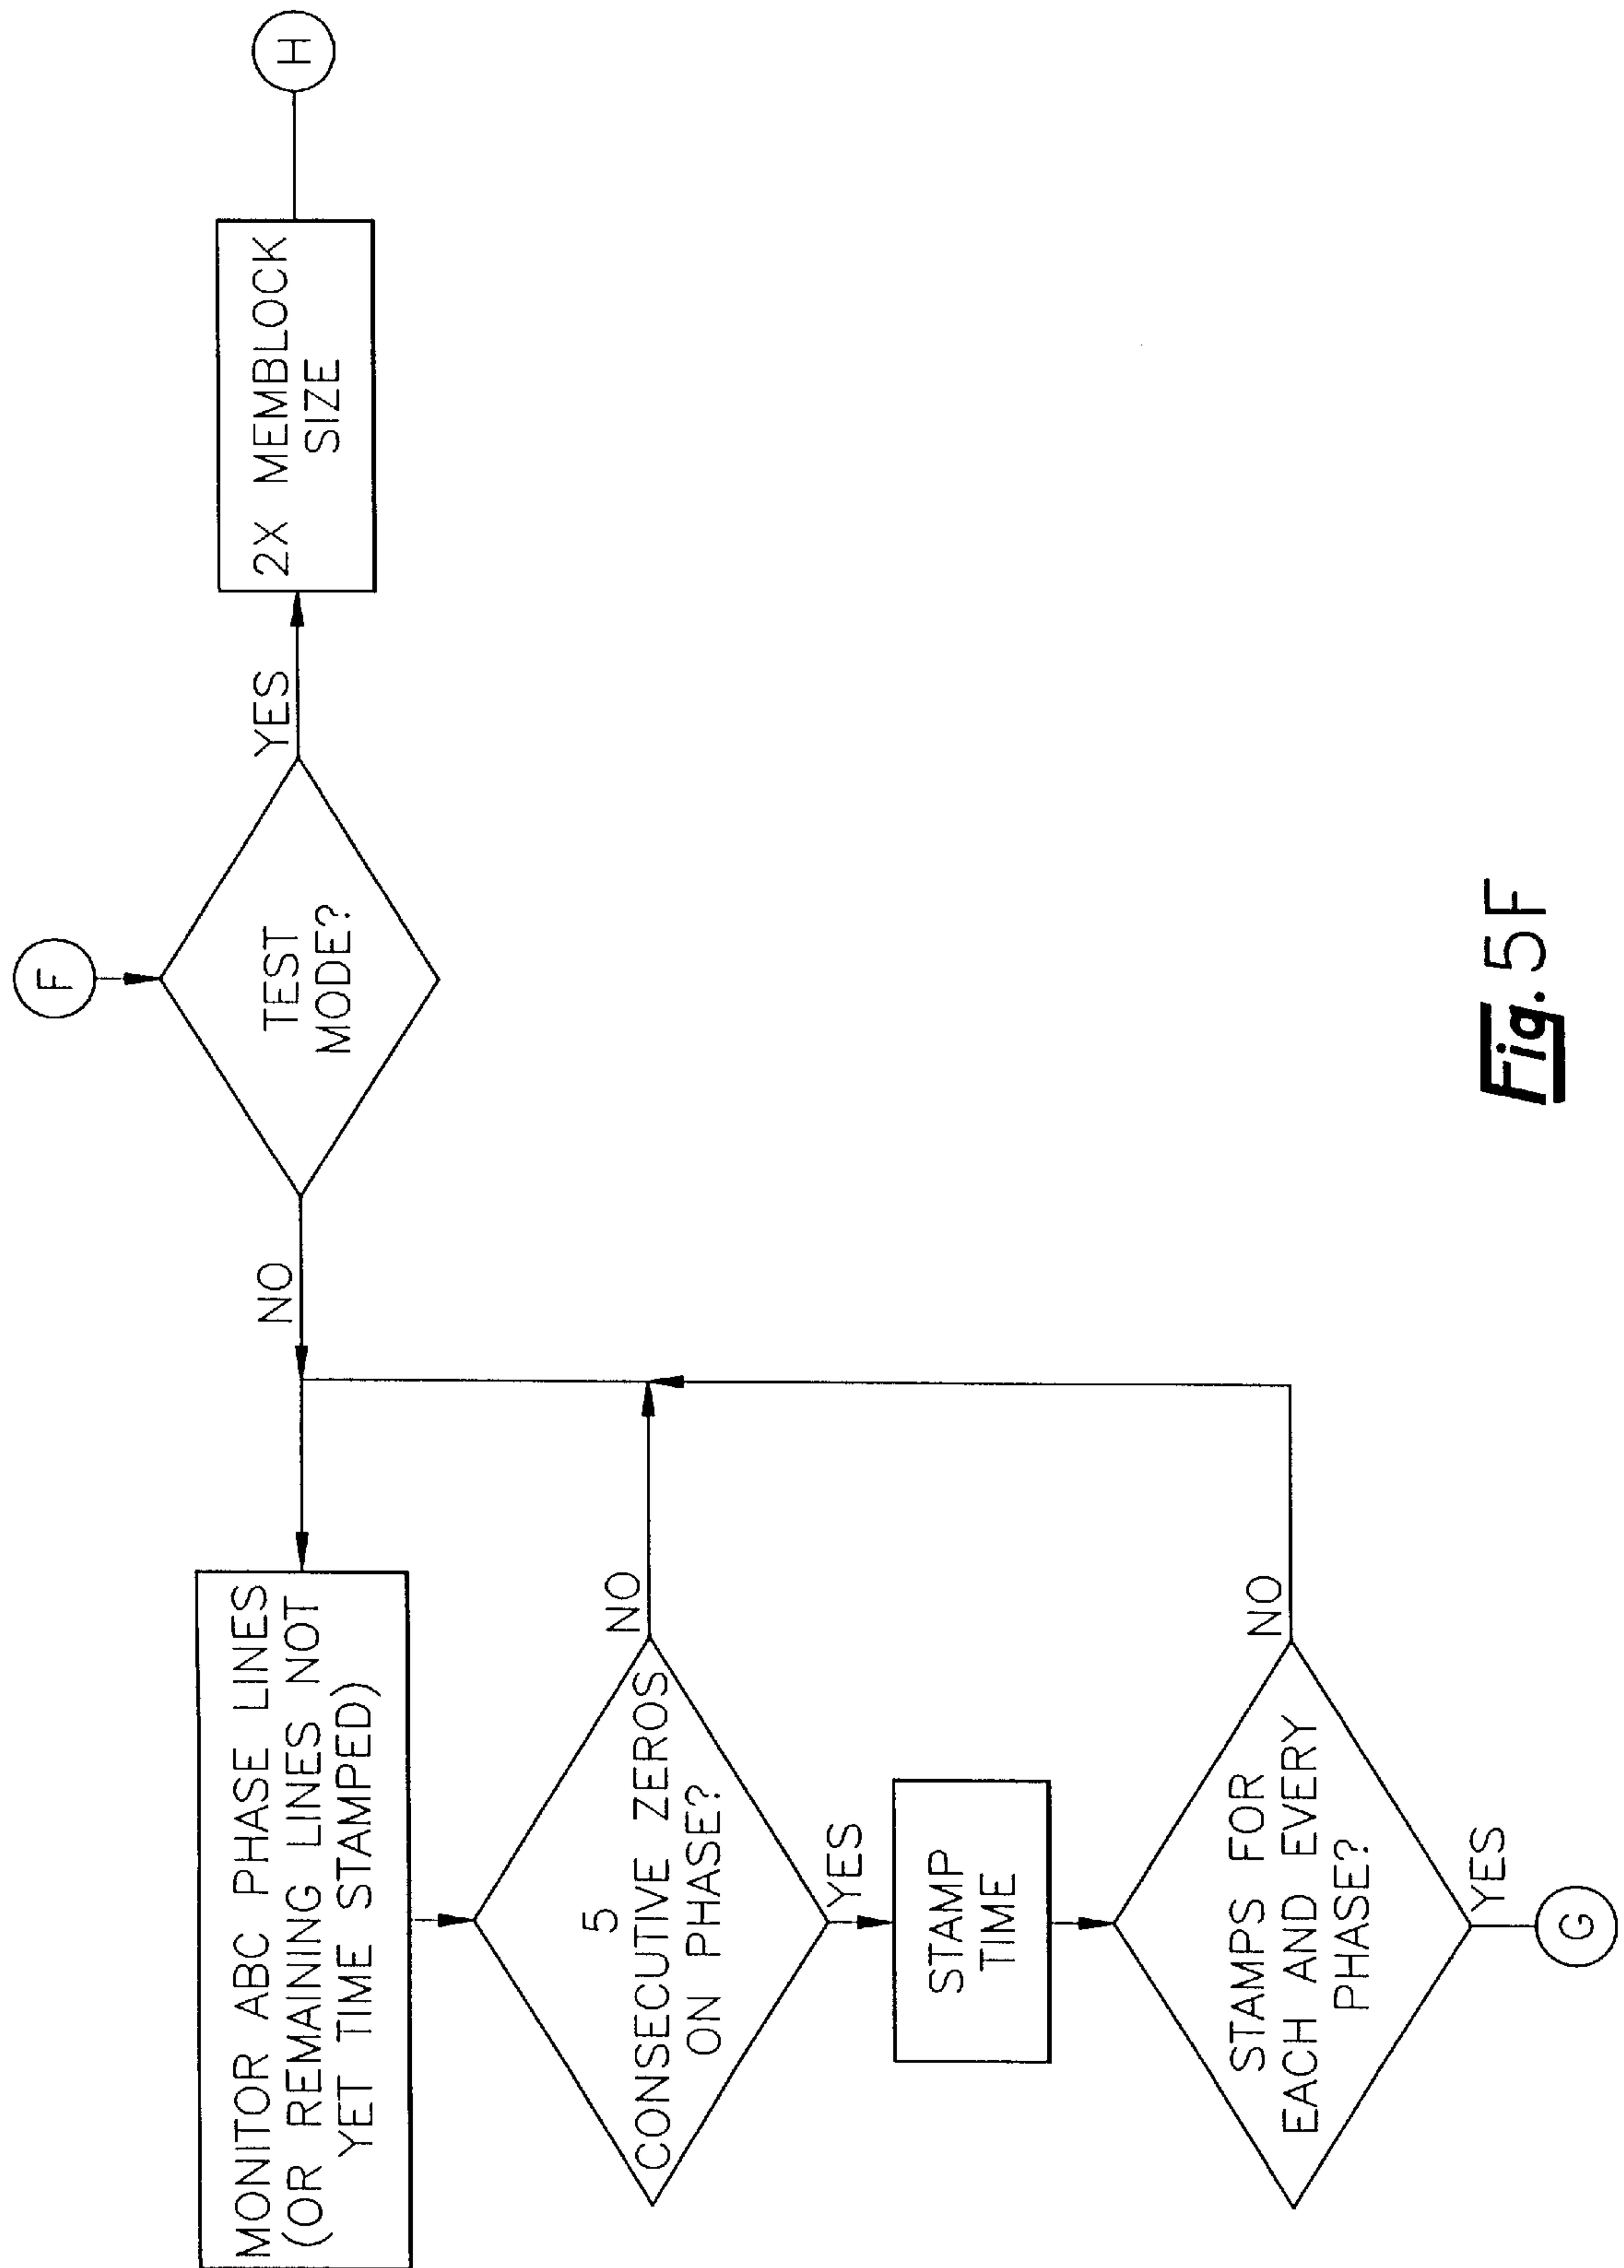 F
TEST
MODE?
YES
2X MEMBLOCK
SIZE
H
NO
MONITOR ABC PHASE LINES
(OR REMAINING LINES NOT
YET TIME STAMPED)
5
CONSECUTIVE ZEROS
ON PHASE?
NO
YES
STAMP
TIME
STAMPS FOR
EACH AND EVERY
PHASE?
NO
YES
G
Fig. 5F